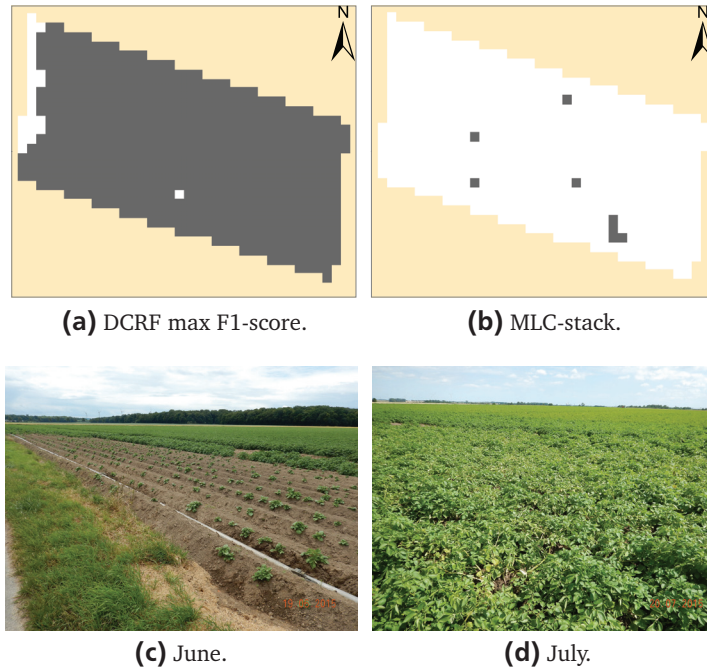 N
N
(a) DCRF max F1-score.
(b) MLC-stack.
(c) June.
(d) July.